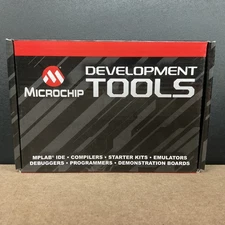 MICROCHIP
DEVELOPMENT
TOOLS
MPLAB® IDE • COMPILERS • STARTER KITS • EMULATORS
DEBUGGERS • PROGRAMMERS • DEMONSTRATION BOARDS